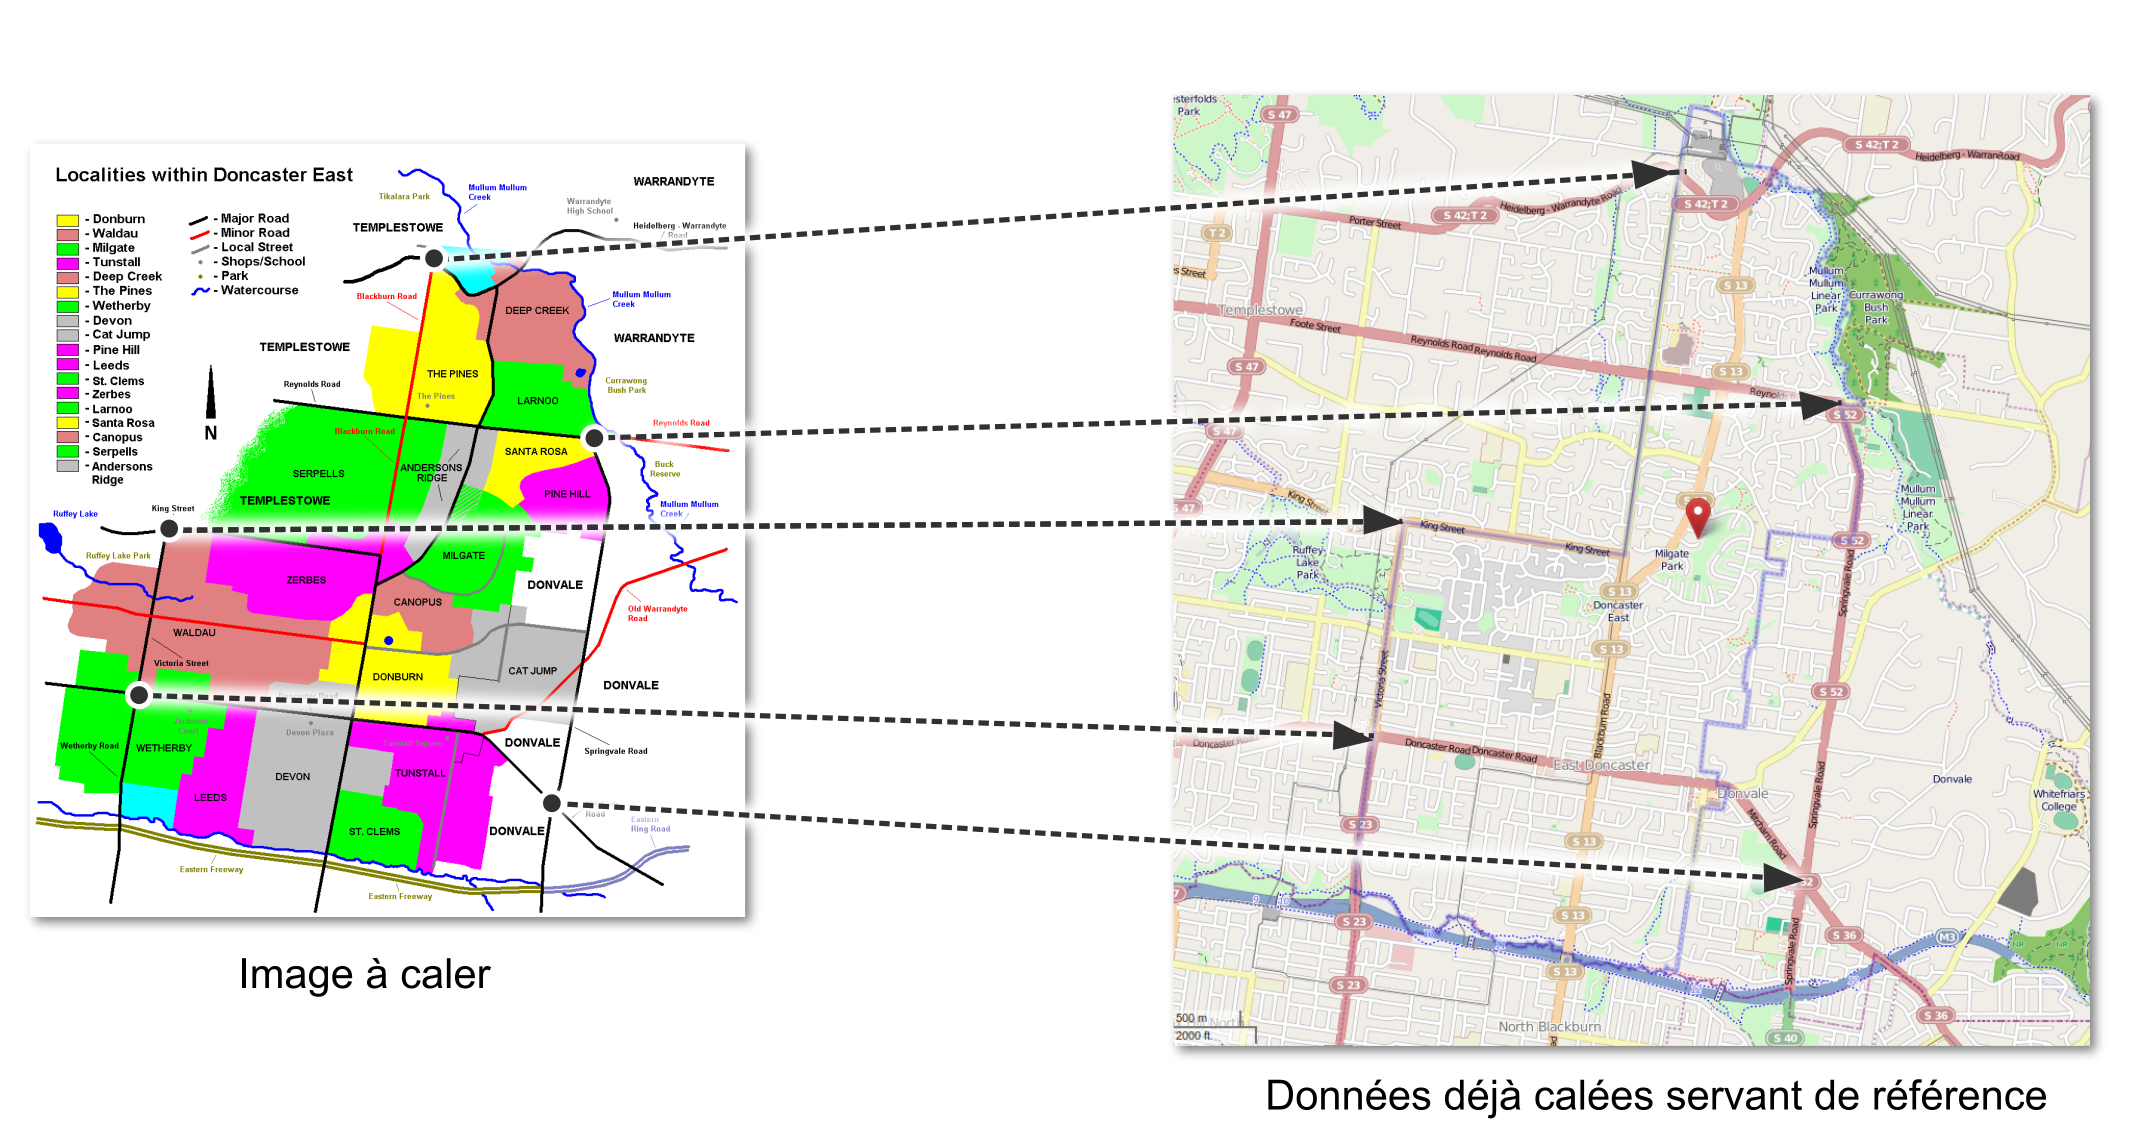 Localities within Doncaster East
- Donburn
- Waldau
- Milgate
- Tunstall
- Deep Creek
- The Pines
- Wetherby
- Devon
- Cat Jump
- Pine Hill
- Leeds
- St. Clems
- Zerbes
- Larnoo
- Santa Rosa
- Canopus
- Serpells
- Andersons
Ridge
- Major Road
- Minor Road
- Local Street
- Shops/School
- Park
- Watercourse
N
Tikalara Park
Mullum Mullum
Creek
WARRANDYTE
Warrandyte
High School
TEMPLESTOWE
Heidelberg - Warrandyte
Road
Blackburn Road
Mullum Mullum
Creek
DEEP CREEK
TEMPLESTOWE
WARRANDYTE
THE PINES
Reynolds Road
The Pines
Currawong
Bush Park
LARNOO
Blackburn Road
Reynolds Road
SANTA ROSA
SERPELLS
ANDERSONS
RIDGE
Buck
Reserve
TEMPLESTOWE
PINE HILL
King Street
Ruffey Lake
Mullum Mullum
Creek
Ruffey Lake Park
MILGATE
ZERBES
DONVALE
CANOPUS
Old Warrandyte
Road
WALDAU
Victoria Street
DONBURN
CAT JUMP
DONVALE
Doncaster Road
Jackson
Court
Devon Plaza
Wetherby Road
WETHERBY
Tunstall Square
DONVALE
Springvale Road
DEVON
TUNSTALL
LEEDS
ST. CLEMS
DONVALE
Road
Eastern
Ring Road
Eastern Freeway
Eastern Freeway
Image à caler
sterfolds
Park
S 47
S 42;T 2
Heidelberg - Warran
road
S 42;T 2
Heidelberg - Warrandyte Road
S 42;T 2
Porter Street
T 2
s Street
S 13
Mullum
Mullum
Linear
Park
Currawong
Bush
Park
Templestowe
Foote Street
Reynolds Road Reynolds Road
S 47
S 13
Reynol
S 52
S 47
S 47
King Street
King Street
King Street
Ruffey
Lake
Park
Milgate
Park
Mullum
Mullum
Linear
Park
S 52
S 13
Doncaster
East
Springvale Road
S 13
Victoria Street
S 52
Blackburn Road
Doncaster Road
Doncaster Road Doncaster Road
East Doncaster
Donvale
Donvale
Springvale Road
Whitefriars
College
Mitcham Road
S 23
S 13
S 23
S 13
S 36
M3
NR
NR
S 13
Springvale Road
S 23
S 36
500 m
2000 ft
North Blackburn
S 40
Données déjà calées servant de référence